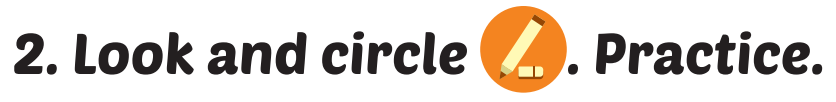 2. Look and circle . Practice.